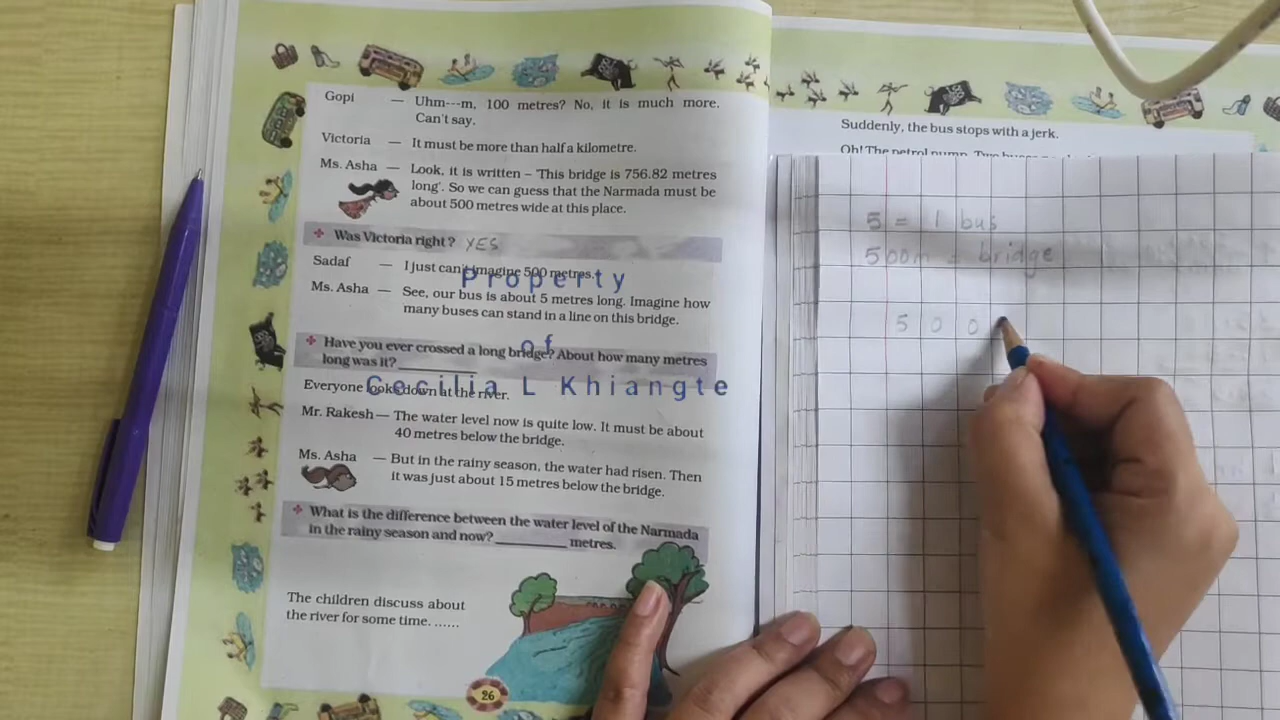 Gopi — Uhm---m, 100 metres? No, it is much more.
Can't say.
Victoria — It must be more than half a kilometre.
Ms. Asha — Look, it is written – This bridge is 756.82 metres
long'. So we can guess that the Narmada must be
about 500 metres wide at this place.
Was Victoria right? YES
Sadaf — I just can't imagine 500 metres.
Ms. Asha — See, our bus is about 5 metres long. Imagine how
many buses can stand in a line on this bridge.
Have you ever crossed a long bridge? About how many metres
long was it? ________
Everyone looks down at the river.
Mr. Rakesh — The water level now is quite low. It must be about
40 metres below the bridge.
Ms. Asha — But in the rainy season, the water had risen. Then
it was just about 15 metres below the bridge.
What is the difference between the water level of the Narmada
in the rainy season and now? ________ metres.
The children discuss about
the river for some time. ......
26
Property
of
Cecilia L Khiangte
Suddenly, the bus stops with a jerk.
Oh! The petrol pump. Two
5 = 1 bus
500m = bridge
5 0 0